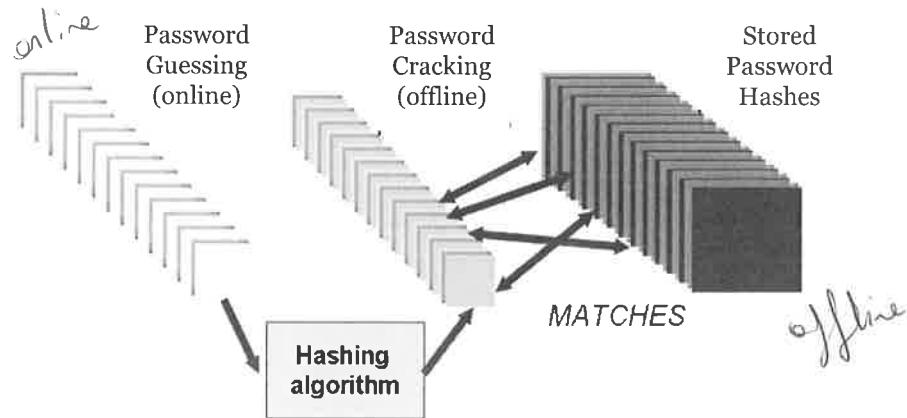 online
Password
Guessing
(online)
Password
Cracking
(offline)
Stored
Password
Hashes
MATCHES
offline
Hashing
algorithm